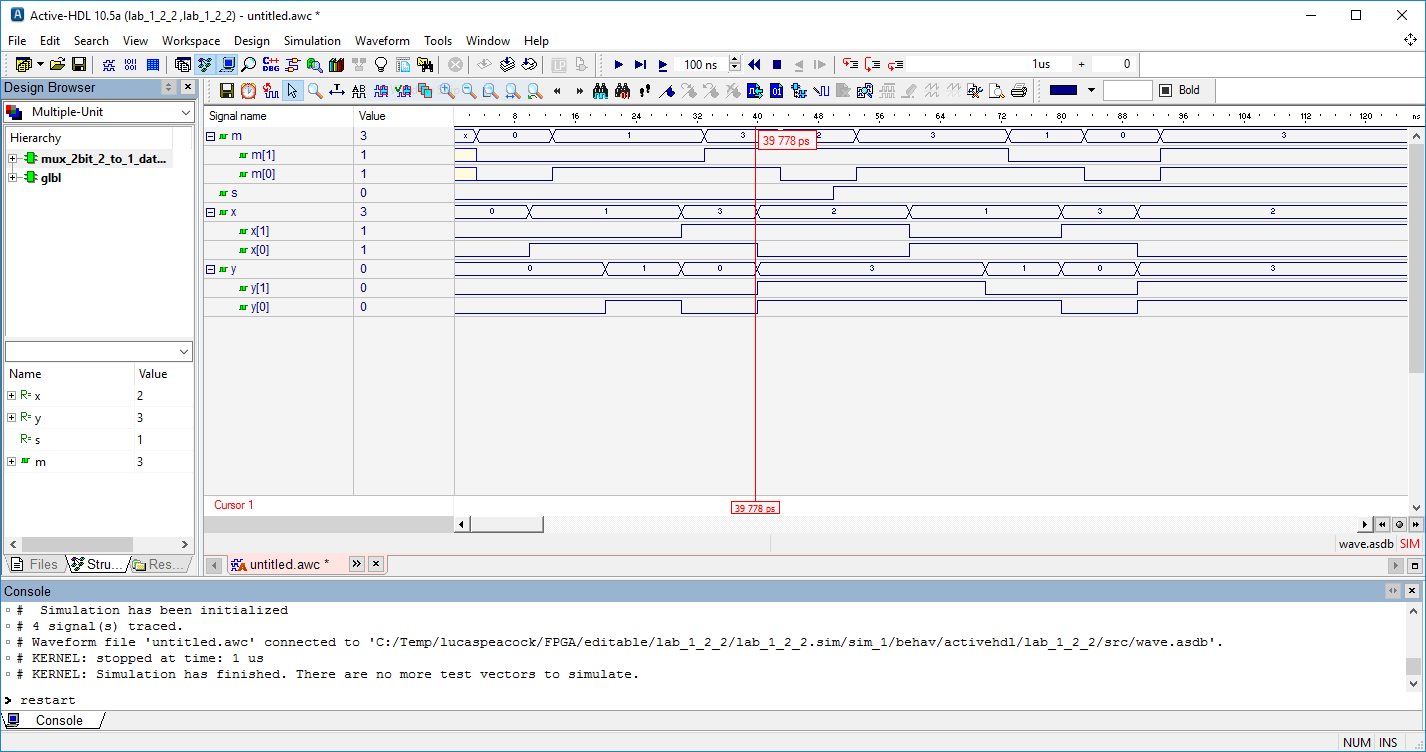 Active-HDL 10.5a (lab_1_2_2 ,lab_1_2_2) - untitled.awc *
File Edit Search View Workspace Design Simulation Waveform Tools Window Help
C++ DBG LP 100 ns 1us + 0
Design Browser
Bold
Multiple-Unit
Signal name Value 8 16 24 32 40 48 56 64 72 80 88 96 104 112 120 ns
Hierarchy
mux_2bit_2_to_1_dat...
glbl
m 3 x 0 1 3 2 3 1 0 3
39 778 ps
m[1] 1
m[0] 1
s 0
x 3 0 1 3 2 1 3 2
x[1] 1
x[0] 1
y 0 0 1 0 3 1 0 3
y[1] 0
y[0] 0
Name Value
R= x 2
R= y 3
R= s 1
m 3
Cursor 1 39 778 ps
wave.asdb SIM
Files Stru... Res...
untitled.awc *
Console
# Simulation has been initialized
# 4 signal(s) traced.
# Waveform file 'untitled.awc' connected to 'C:/Temp/lucaspeacock/FPGA/editable/lab_1_2_2/lab_1_2_2.sim/sim_1/behav/activehdl/lab_1_2_2/src/wave.asdb'.
# KERNEL: stopped at time: 1 us
# KERNEL: Simulation has finished. There are no more test vectors to simulate.
> restart
Console
NUM INS